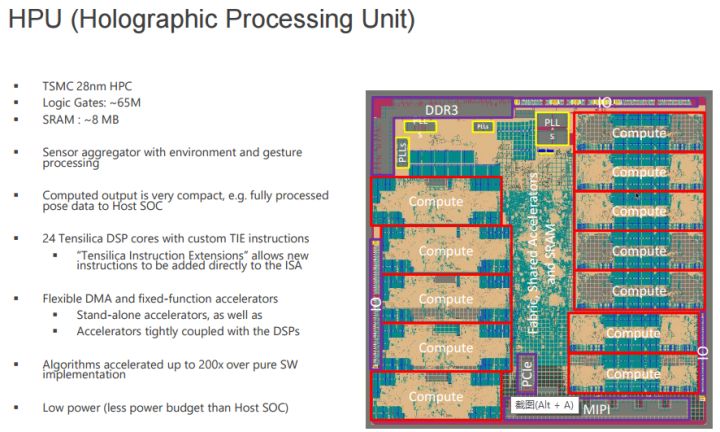 HPU (Holographic Processing Unit)
TSMC 28nm HPC
Logic Gates: ~65M
SRAM : ~8 MB
Sensor aggregator with environment and gesture
processing
Computed output is very compact, e.g. fully processed
pose data to Host SOC
24 Tensilica DSP cores with custom TIE instructions
"Tensilica Instruction Extensions" allows new
instructions to be added directly to the ISA
Flexible DMA and fixed-function accelerators
Stand-alone accelerators, as well as
Accelerators tightly coupled with the DSPs
Algorithms accelerated up to 200x over pure SW
implementation
Low power (less power budget than Host SOC)
DDR3
IO
PLLs
PLLs
PLL
s
PLLs
Compute
Compute
Compute
Compute
Compute
Compute
Compute
Compute
Compute
Compute
Compute
Compute
Fabric, Shared Accelerators
and SRAM
IO
IO
PCIe
MIPI
截图(Alt + A)